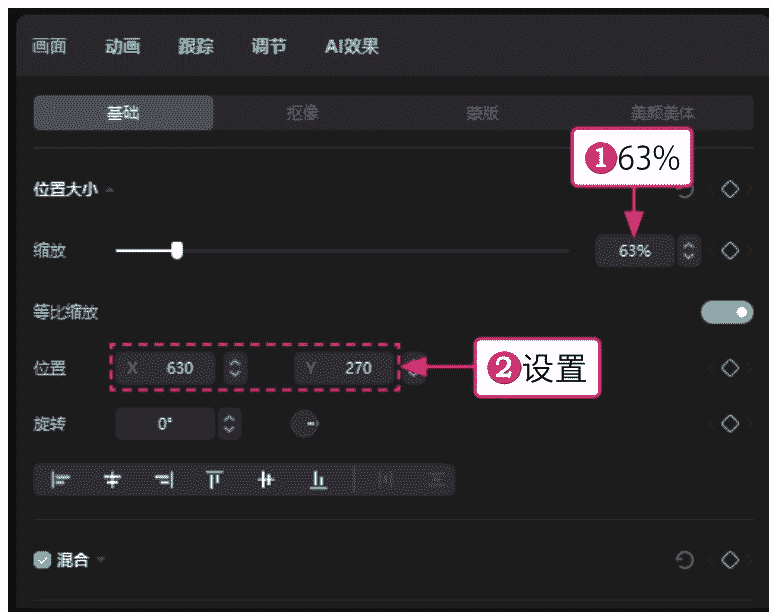 画面 动画 跟踪 调节 AI效果
基础 抠像 蒙版 美颜美体
❶63%
位置大小
缩放 63%
等比缩放
位置 X 630 Y 270
❷设置
旋转 0°
混合